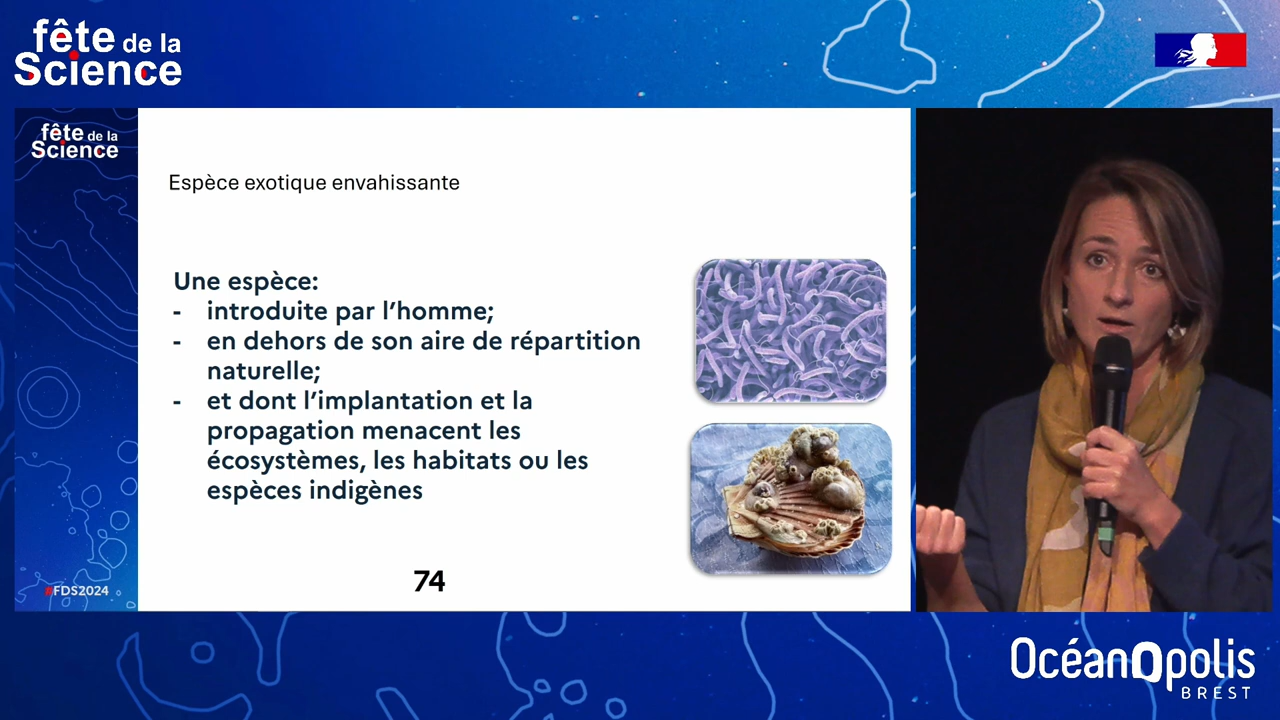 fête de la
Science
fête de la
Science
Espèce exotique envahissante
Une espèce:
- introduite par l'homme;
- en dehors de son aire de répartition
naturelle;
- et dont l'implantation et la
propagation menacent les
écosystèmes, les habitats ou les
espèces indigènes
74
#FDS2024
OcéanOpolis
BREST